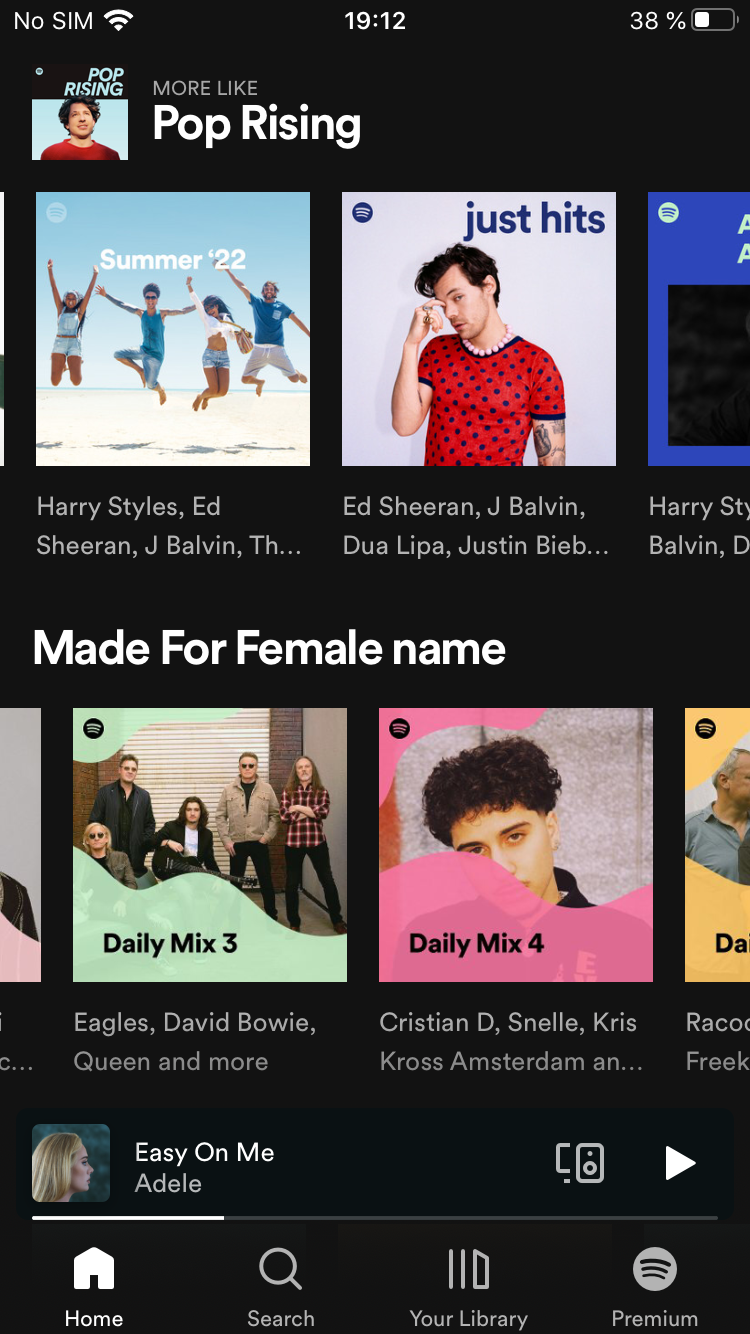 No SIM 19:12 38 %
POP
RISING
MORE LIKE
Pop Rising
Summer ‘22
just hits
Harry Styles, Ed
Sheeran, J Balvin, Th...
Ed Sheeran, J Balvin,
Dua Lipa, Justin Bieb...
Harry Sty
Balvin, D
Made For Female name
Daily Mix 3
Daily Mix 4
Dai
Eagles, David Bowie,
Queen and more
Cristian D, Snelle, Kris
Kross Amsterdam an...
Racoo
Freek
Easy On Me
Adele
Home
Search
Your Library
Premium